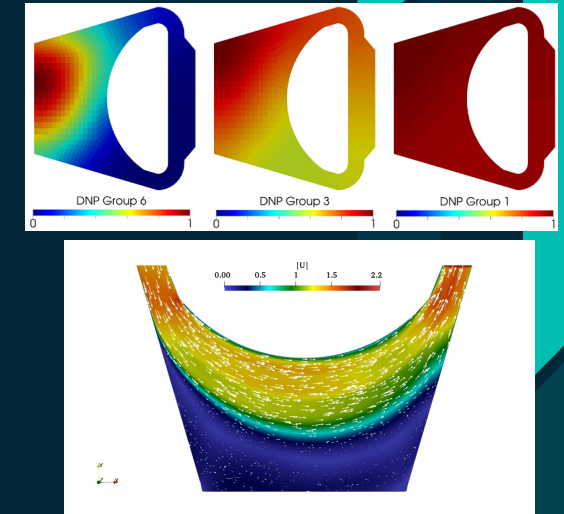 DNP Group 6
0 1
DNP Group 3
0 1
DNP Group 1
0 1
|U|
0.00 0.5 1 1.5 2.2
Y
X